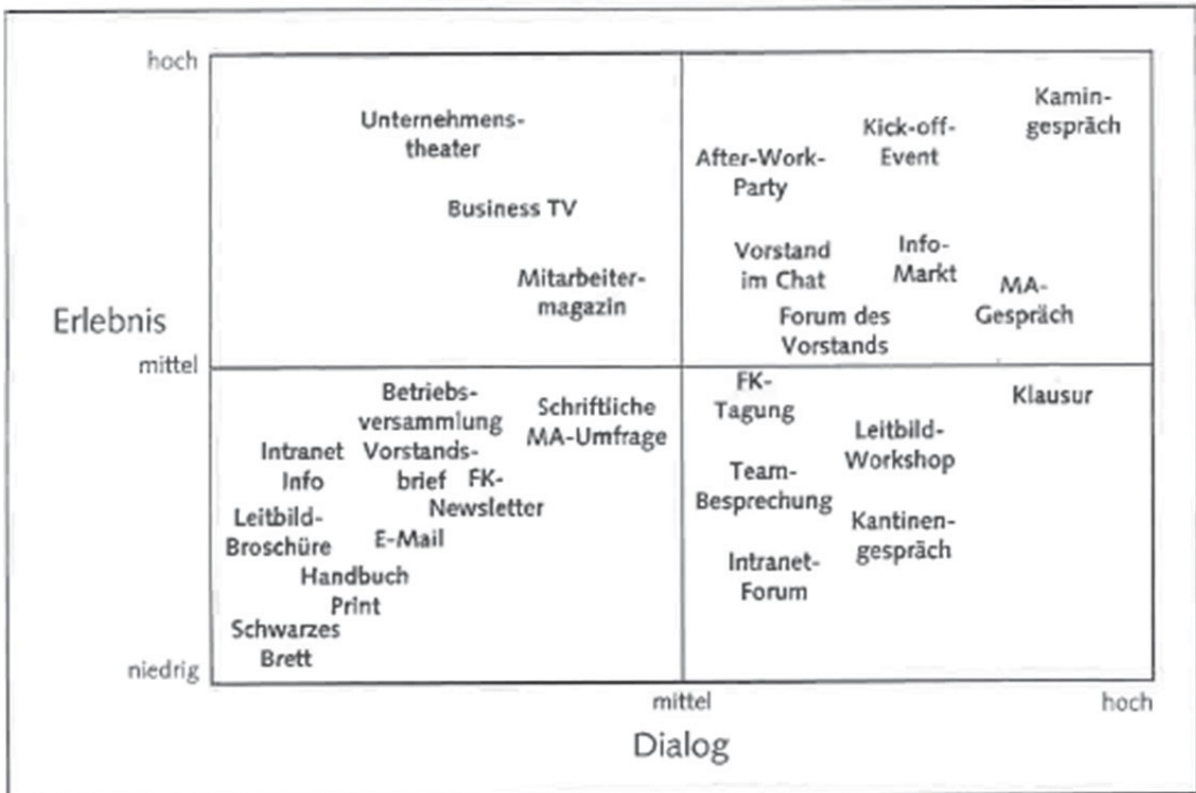 hoch
Unternehmens-
theater
Business TV
Mitarbeiter-
magazin
Kamin-
gespräch
Kick-off-
Event
After-Work-
Party
Vorstand
im Chat
Info-
Markt
MA-
Gespräch
Forum des
Vorstands
Erlebnis
mittel
Betriebs-
versammlung
Schriftliche
MA-Umfrage
Intranet
Info
Vorstands-
brief
FK-
Newsletter
Leitbild-
Broschüre
E-Mail
Handbuch
Print
Schwarzes
Brett
FK-
Tagung
Klausur
Leitbild-
Workshop
Team-
Besprechung
Kantinen-
gespräch
Intranet-
Forum
niedrig
mittel
hoch
Dialog